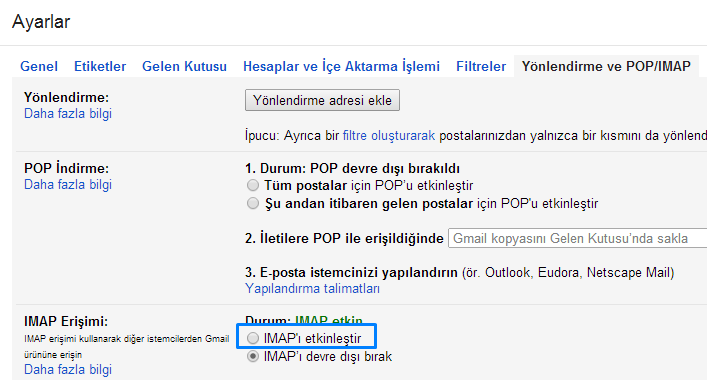 Ayarlar
Genel Etiketler Gelen Kutusu Hesaplar ve İçe Aktarma İşlemi Filtreler Yönlendirme ve POP/IMAP
Yönlendirme:
Daha fazla bilgi
Yönlendirme adresi ekle
İpucu: Ayrıca bir filtre oluşturarak postalarınızdan yalnızca bir kısmını da yönlend
POP İndirme:
Daha fazla bilgi
1. Durum: POP devre dışı bırakıldı
Tüm postalar için POP'u etkinleştir
Şu andan itibaren gelen postalar için POP'u etkinleştir
2. İletilere POP ile erişildiğinde Gmail kopyasını Gelen Kutusu'nda sakla
3. E-posta istemcinizi yapılandırın (ör. Outlook, Eudora, Netscape Mail)
Yapılandırma talimatları
IMAP Erişimi:
IMAP erişimi kullanarak diğer istemcilerden Gmail
ürününe erişin
Daha fazla bilgi
Durum: IMAP etkin
IMAP'ı etkinleştir
IMAP'ı devre dışı bırak